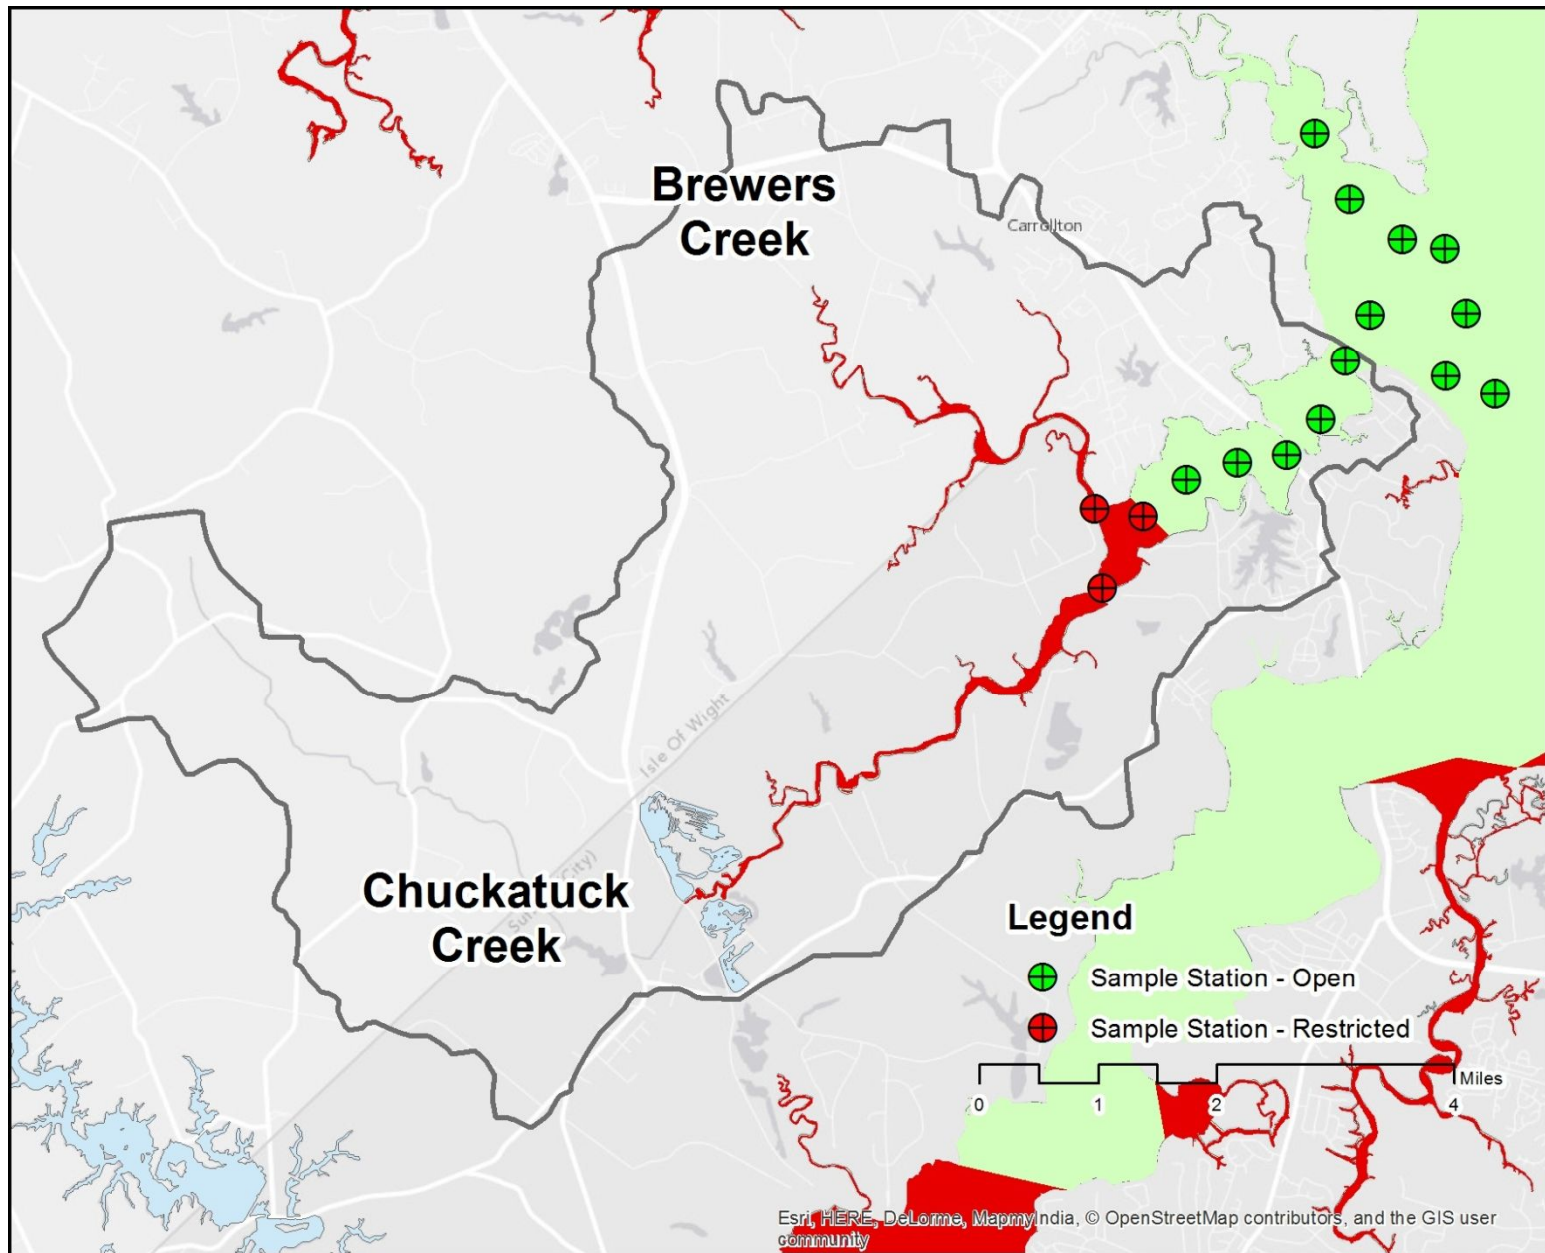 Brewers
Creek
Carrollton
Isle Of Wight
Chuckatuck
Creek
Legend
Sample Station - Open
Sample Station - Restricted
Miles
0 1 2 4
Esri, HERE, DeLorme, MapmyIndia, © OpenStreetMap contributors, and the GIS user
community